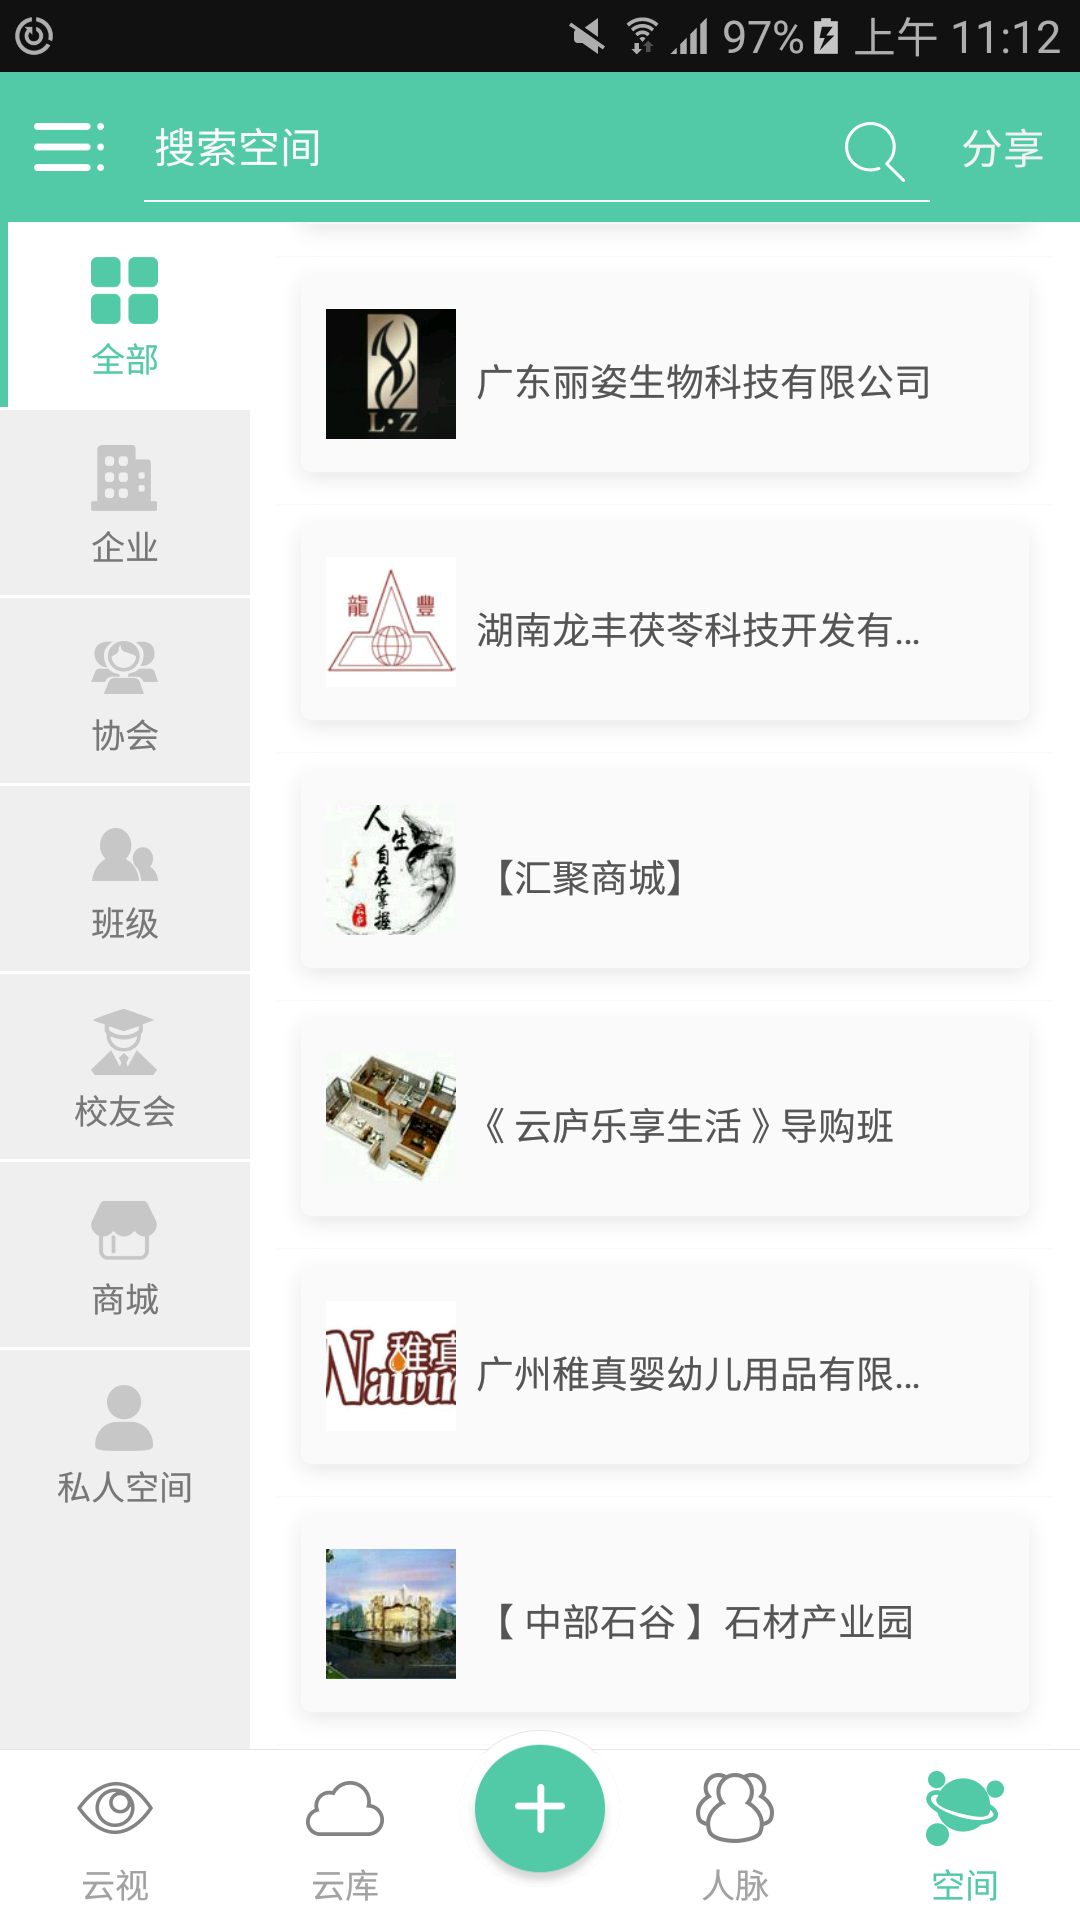 97% 上午 11:12
搜索空间 分享
全部
企业
协会
班级
校友会
商城
私人空间
L·Z
广东丽姿生物科技有限公司
龍 豐
湖南龙丰茯苓科技开发有...
人生
自在掌握
【汇聚商城】
《 云庐乐享生活 》导购班
稚真
广州稚真婴幼儿用品有限...
【 中部石谷 】石材产业园
云视 云库 人脉 空间